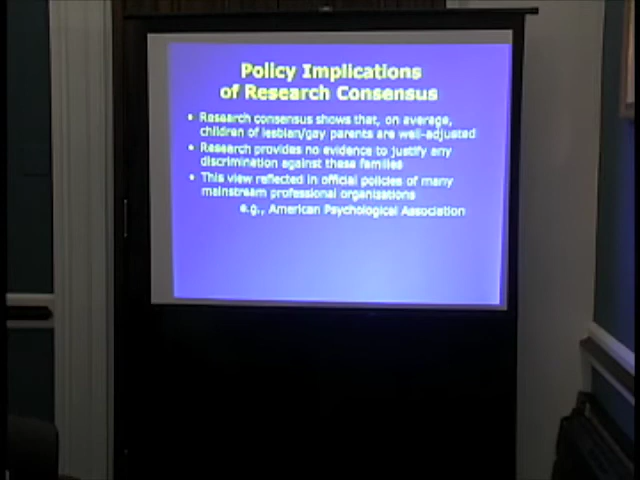 Policy Implications
of Research Consensus
• Research consensus shows that, on average,
children of lesbian/gay parents are well-adjusted
• Research provides no evidence to justify any
discrimination against these families
• This view reflected in official policies of many
mainstream professional organizations
e.g., American Psychological Association